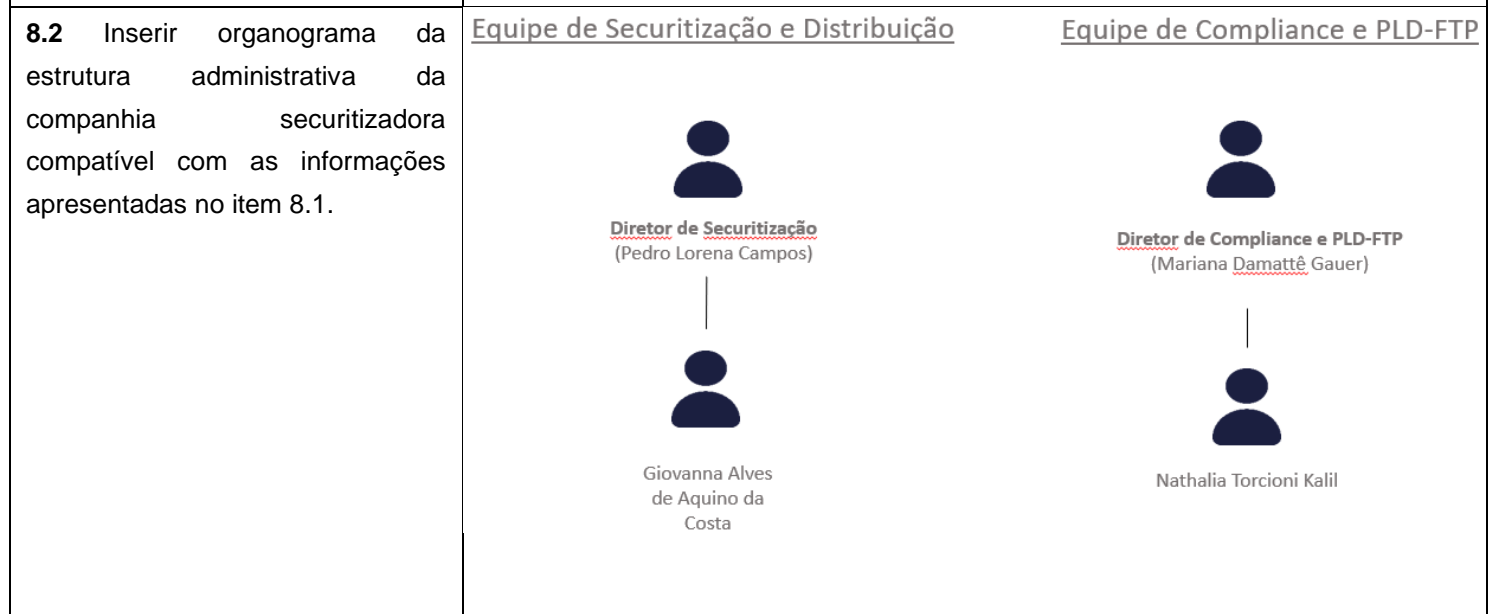 8.2 Inserir organograma da
estrutura administrativa da
companhia securitizadora
compatível com as informações
apresentadas no item 8.1.
Equipe de Securitização e Distribuição
Diretor de Securitização
(Pedro Lorena Campos)
Giovanna Alves
de Aquino da
Costa
Equipe de Compliance e PLD-FTP
Diretor de Compliance e PLD-FTP
(Mariana Damattê Gauer)
Nathalia Torcioni Kalil